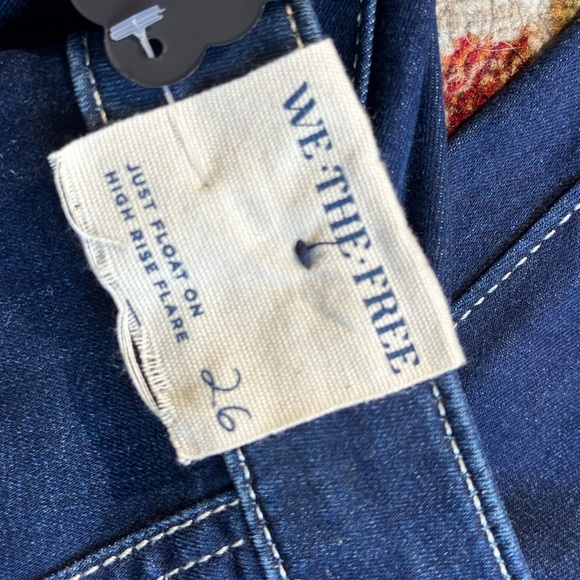 WE·THE·FREE
JUST FLOAT ON
HIGH RISE FLARE
26